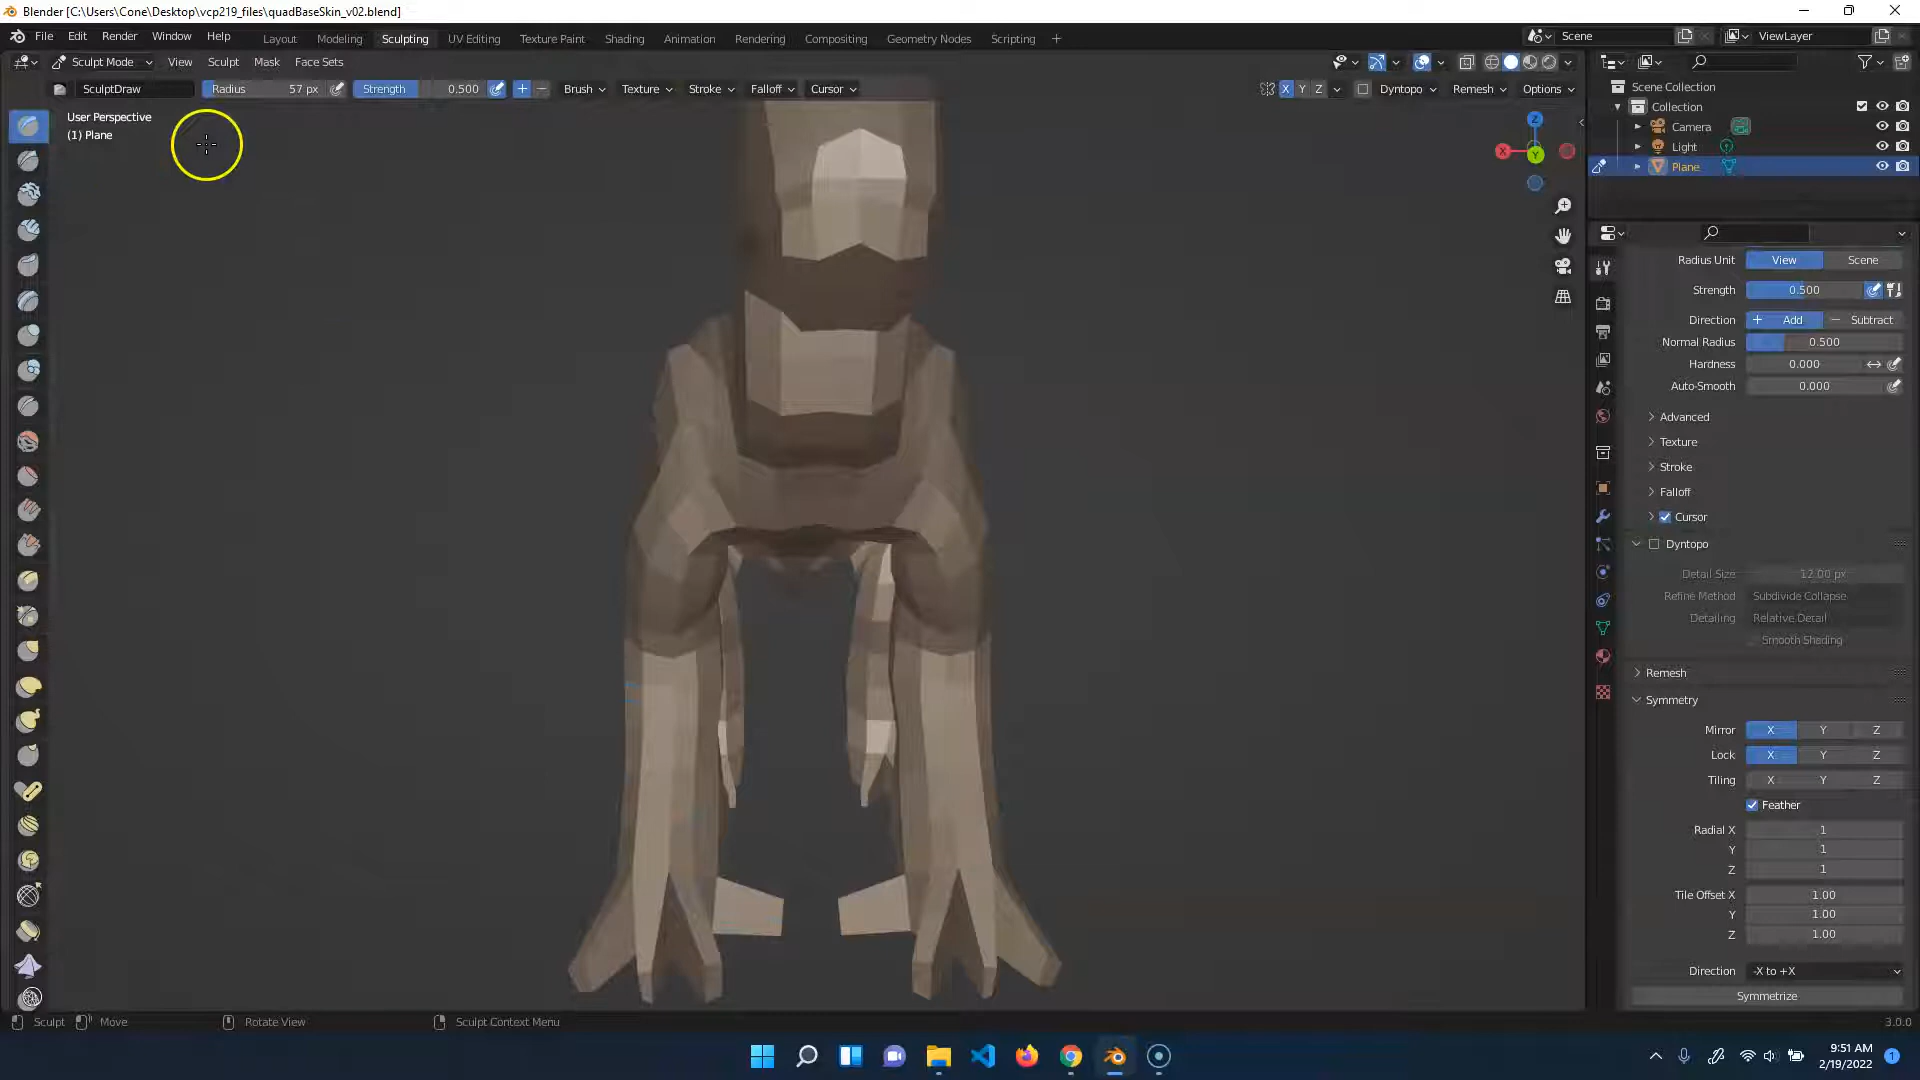 Blender [C:\Users\Cone\Desktop\vcp219_files\quadBaseSkin_v02.blend]
File Edit Render Window Help Layout Modeling Sculpting UV Editing Texture Paint Shading Animation Rendering Compositing Geometry Nodes Scripting + Scene ViewLayer
Sculpt Mode View Sculpt Mask Face Sets
SculptDraw Radius 57 px Strength 0.500 + − Brush Texture Stroke Falloff Cursor X Y Z Dyntopo Remesh Options
User Perspective
(1) Plane
Z
X
Y
Scene Collection
Collection
Camera
Light
Plane
Radius Unit View Scene
Strength 0.500
Direction + Add − Subtract
Normal Radius 0.500
Hardness 0.000
Auto-Smooth 0.000
Advanced
Texture
Stroke
Falloff
Cursor
Dyntopo
Detail Size 12.00 px
Refine Method Subdivide Collapse
Detailing Relative Detail
Smooth Shading
Remesh
Symmetry
Mirror X Y Z
Lock X Y Z
Tiling X Y Z
Feather
Radial X 1
Y 1
Z 1
Tile Offset X 1.00
Y 1.00
Z 1.00
Direction -X to +X
Symmetrize
Sculpt Move Rotate View Sculpt Context Menu 3.0.0
9:51 AM
2/19/2022
1